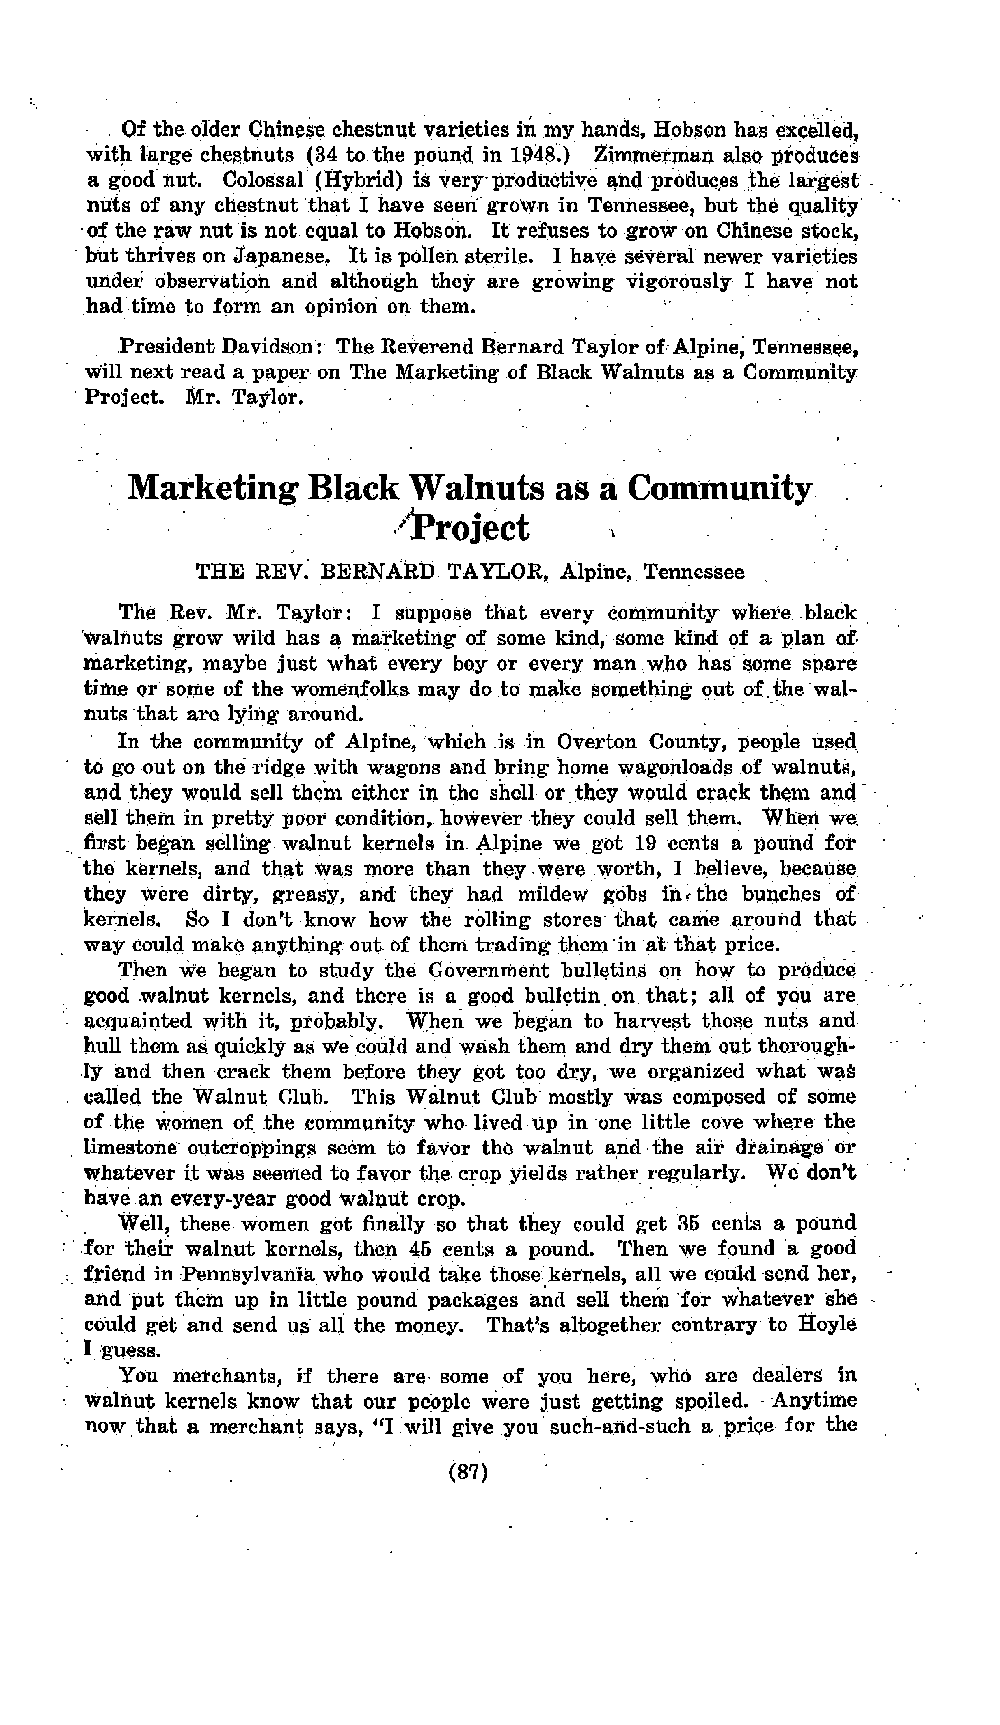 Of the older Chinese chestnut varieties in my hands, Hobson has excelled,
with large chestnuts (34 to the pound in 1948.) Zimmerman also produces
a good nut. Colossal (Hybrid) is very productive and produces the largest
nuts of any chestnut that I have seen grown in Tennessee, but the quality
of the raw nut is not equal to Hobson. It refuses to grow on Chinese stock,
but thrives on Japanese. It is pollen sterile. I have several newer varieties
under observation and although they are growing vigorously I have not
had time to form an opinion on them.
President Davidson: The Reverend Bernard Taylor of Alpine, Tennessee,
will next read a paper on The Marketing of Black Walnuts as a Community
Project. Mr. Taylor.
Marketing Black Walnuts as a Community
Project
THE REV. BERNARD TAYLOR, Alpine, Tennessee
The Rev. Mr. Taylor: I suppose that every community where black
walnuts grow wild has a marketing of some kind, some kind of a plan of
marketing, maybe just what every boy or every man who has some spare
time or some of the womenfolks may do to make something out of the wal-
nuts that are lying around.
In the community of Alpine, which is in Overton County, people used
to go out on the ridge with wagons and bring home wagonloads of walnuts,
and they would sell them either in the shell or they would crack them and
sell them in pretty poor condition, however they could sell them. When we
first began selling walnut kernels in Alpine we got 19 cents a pound for
the kernels, and that was more than they were worth, I believe, because
they were dirty, greasy, and they had mildew gobs in the bunches of
kernels. So I don't know how the rolling stores that came around that
way could make anything out of them trading them in at that price.
Then we began to study the Government bulletins on how to produce
good walnut kernels, and there is a good bulletin on that; all of you are
acquainted with it, probably. When we began to harvest those nuts and
hull them as quickly as we could and wash them and dry them out thorough-
ly and then crack them before they got too dry, we organized what was
called the Walnut Club. This Walnut Club mostly was composed of some
of the women of the community who lived up in one little cove where the
limestone outcroppings seem to favor the walnut and the air drainage or
whatever it was seemed to favor the crop yields rather regularly. We don't
have an every-year good walnut crop.
Well, these women got finally so that they could get 35 cents a pound
for their walnut kernels, then 45 cents a pound. Then we found a good
friend in Pennsylvania who would take those kernels, all we could send her,
and put them up in little pound packages and sell them for whatever she
could get and send us all the money. That's altogether contrary to Hoyle
I guess.
You merchants, if there are some of you here, who are dealers in
walnut kernels know that our people were just getting spoiled. Anytime
now that a merchant says, "I will give you such-and-such a price for the
(87)